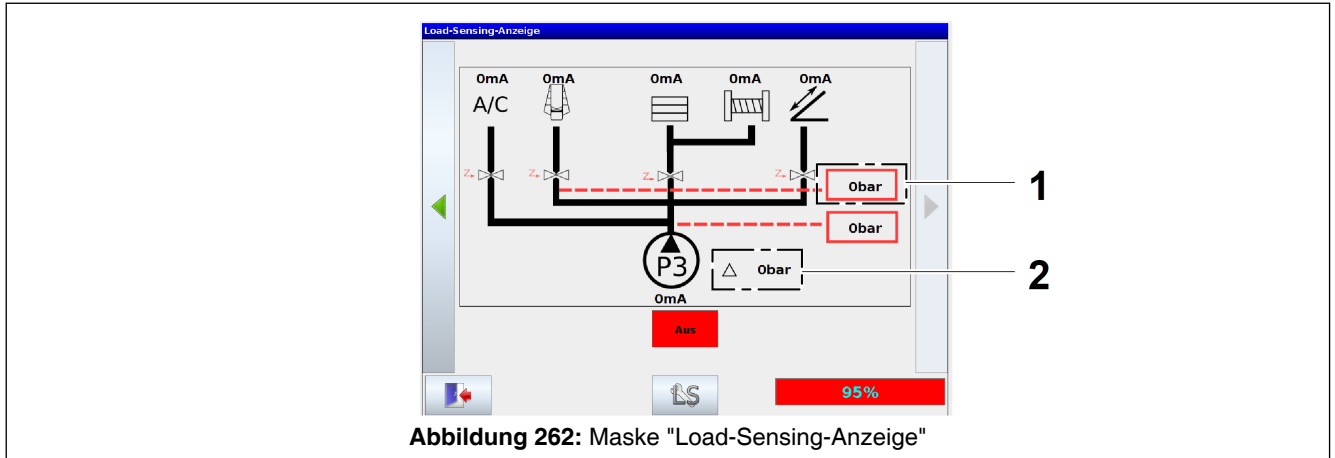 Load-Sensing-Anzeige
0mA 0mA 0mA 0mA 0mA
A/C
Z Z Z Z
0bar
1
0bar
P3
△ 0bar
2
0mA
Aus
LS
95%
Abbildung 262: Maske "Load-Sensing-Anzeige"